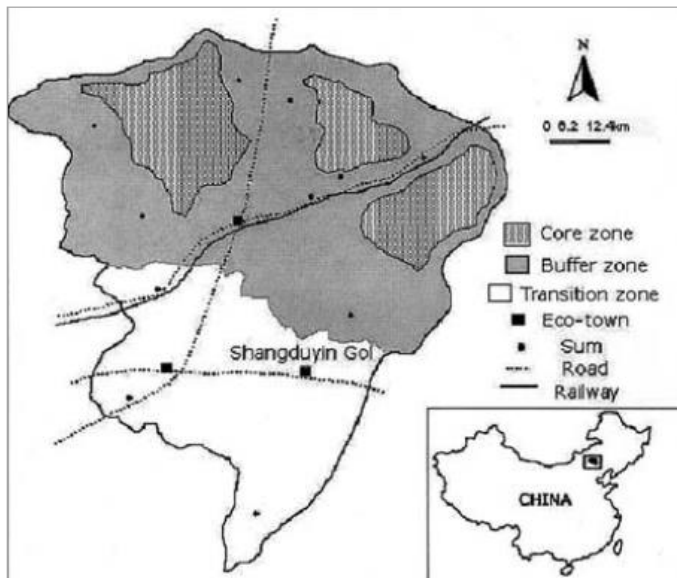 N
0 6.2 12.4km
Core zone
Buffer zone
Transition zone
Eco-town
Sum
Road
Railway
Shangduyin Gol
CHINA